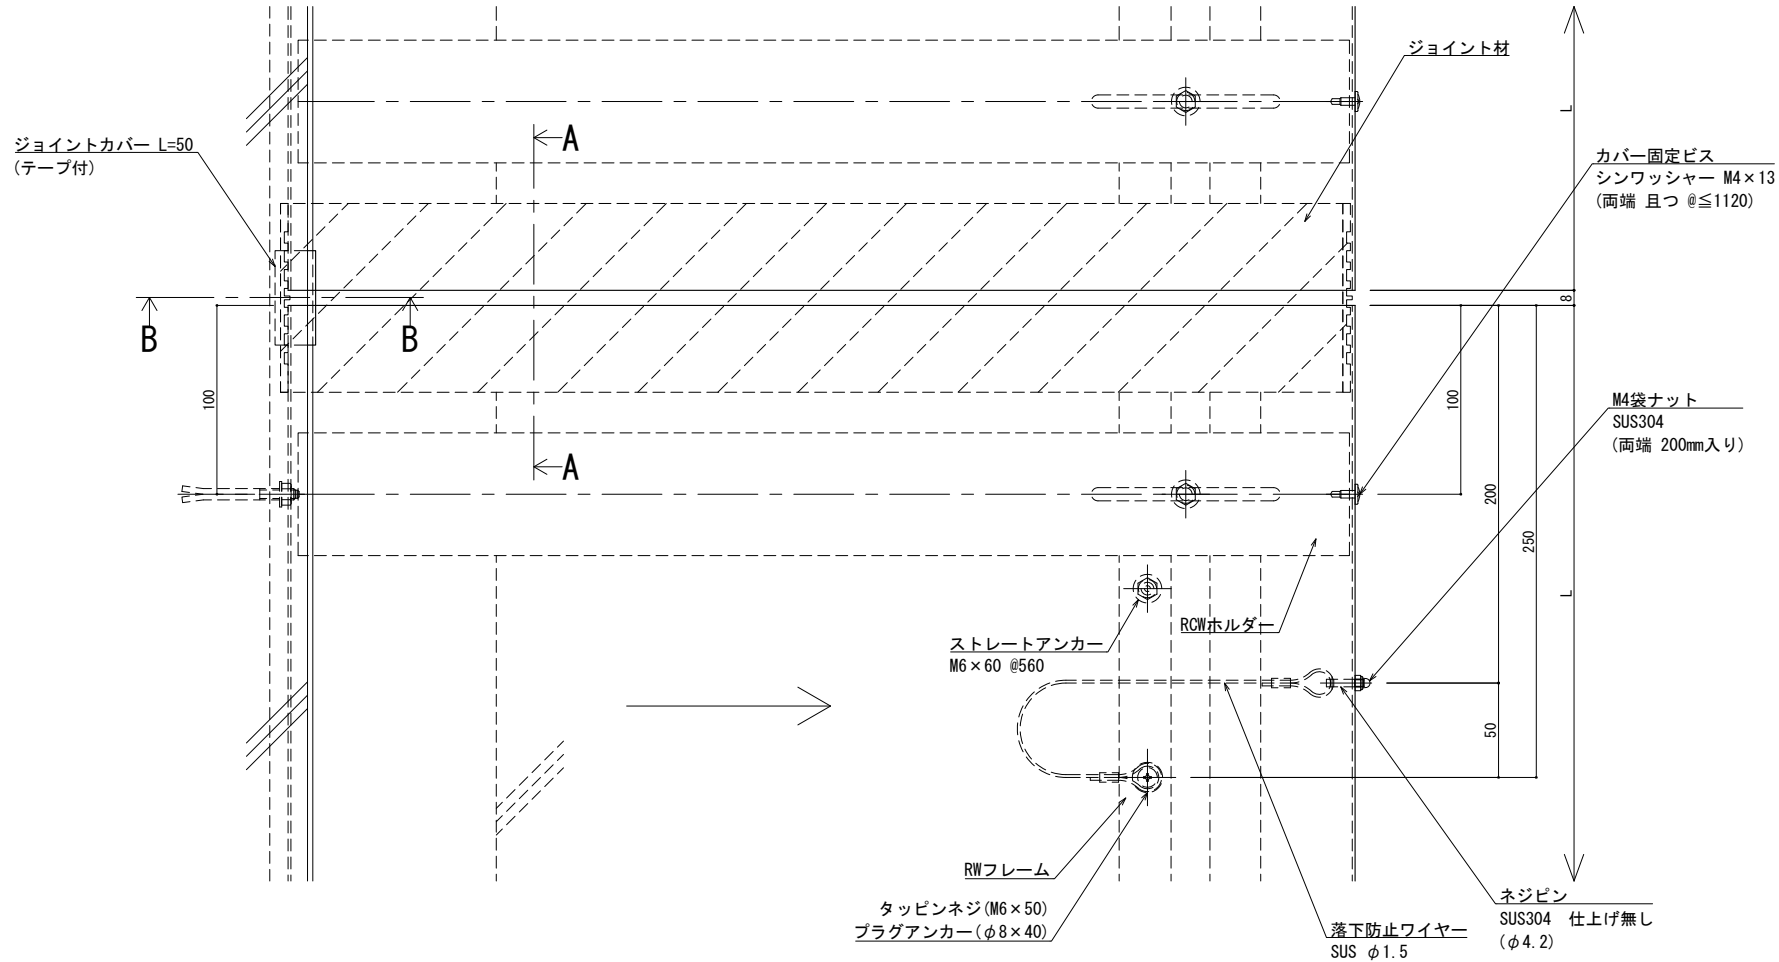 ジョイント材
L
A
ジョイントカバー L=50
(テープ付)
カバー固定ビス
シンワッシャー M4×13
(両端 且つ @≦1120)
8
B
B
100
100
M4袋ナット
SUS304
(両端 200mm入り)
A
200
250
L
RCWホルダー
ストレートアンカー
M6×60 @560
50
RWフレーム
タッピンネジ(M6×50)
プラグアンカー(φ8×40)
ネジピン
SUS304 仕上げ無し
(φ4.2)
落下防止ワイヤー
SUS φ1.5